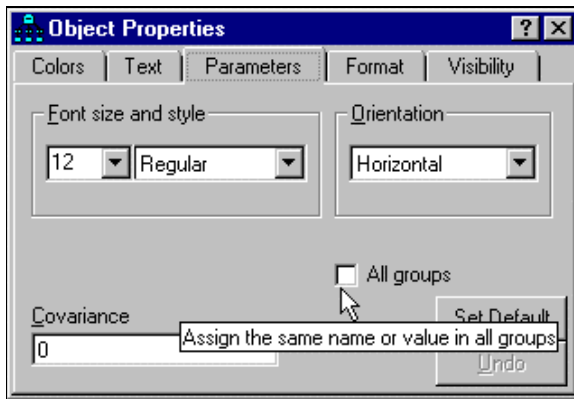 Object Properties
Colors Text Parameters Format Visibility
Font size and style Orientation
12 Regular Horizontal
All groups
Covariance Set Default
0 Assign the same name or value in all groups
Undo